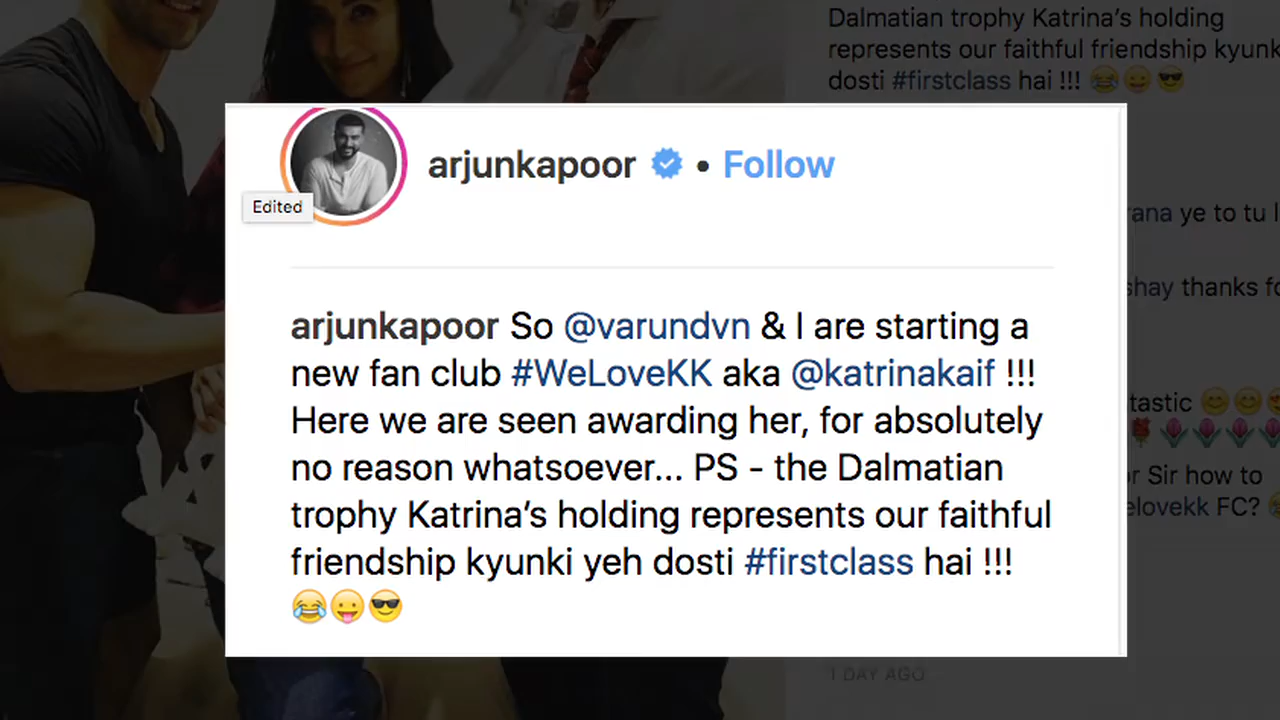 Dalmatian trophy Katrina's holding
represents our faithful friendship kyunk
dosti #firstclass hai !!! 😂😛😎
arjunkapoor • Follow
Edited
arjunkapoor So @varundvn & I are starting a
new fan club #WeLoveKK aka @katrinakaif !!!
Here we are seen awarding her, for absolutely
no reason whatsoever... PS - the Dalmatian
trophy Katrina's holding represents our faithful
friendship kyunki yeh dosti #firstclass hai !!!
😂😛😎
rana ye to tu l
shay thanks fo
tastic 😊😊
r Sir how to
elovekk FC?
1 DAY AGO